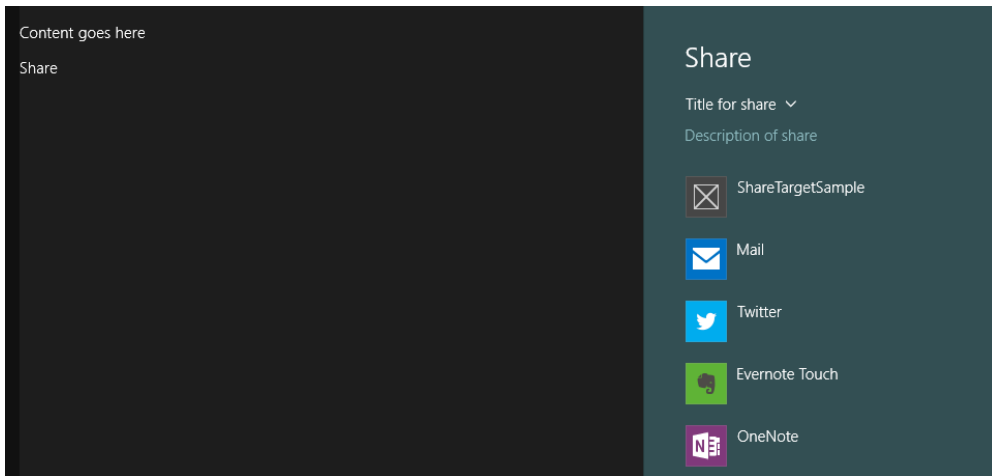 Content goes here
Share
Share
Title for share
Description of share
ShareTargetSample
Mail
Twitter
Evernote Touch
N
OneNote